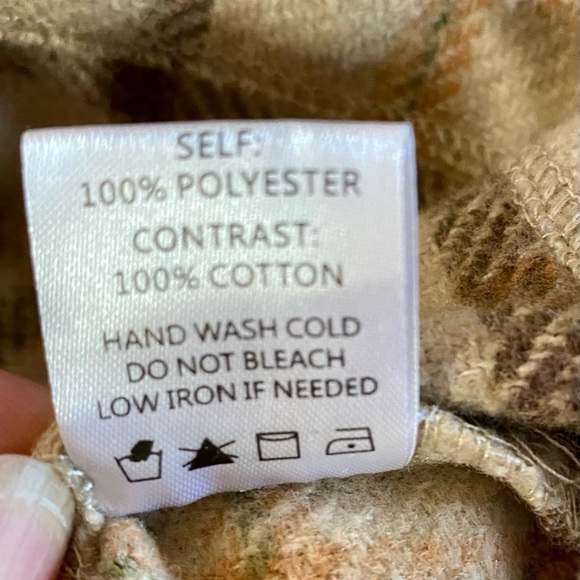 SELF:
100% POLYESTER
CONTRAST:
100% COTTON
HAND WASH COLD
DO NOT BLEACH
LOW IRON IF NEEDED